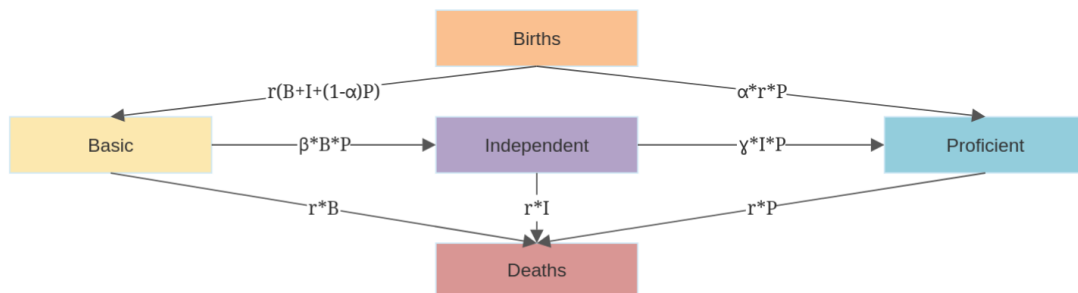 Births
r(B+I+(1-α)P)
α*r*P
Basic
β*B*P
Independent
ɣ*I*P
Proficient
r*B
r*I
r*P
Deaths